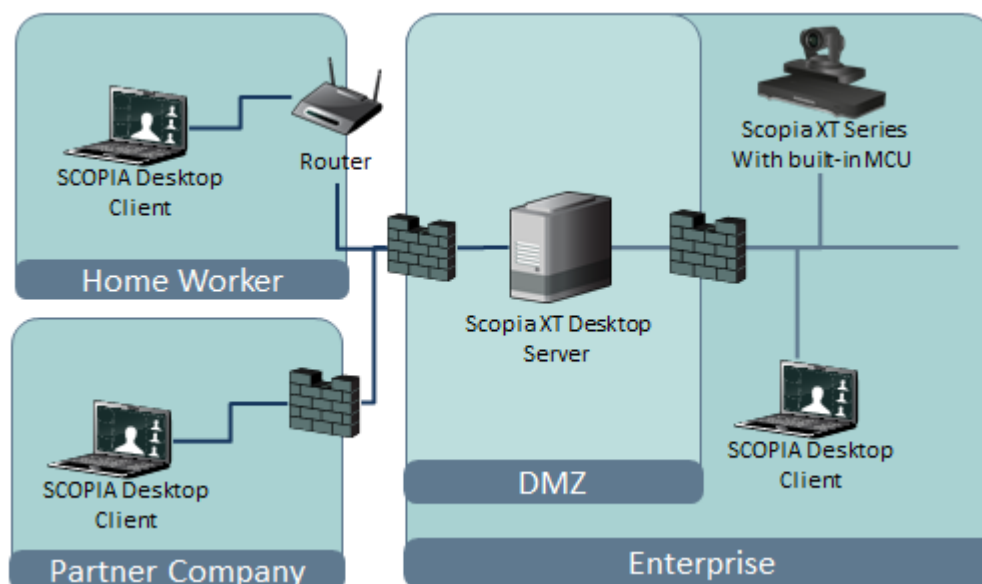 SCOPIA Desktop
Client
Router
Home Worker
SCOPIA Desktop
Client
Partner Company
Scopia XT Desktop
Server
DMZ
Scopia XT Series
With built-in MCU
SCOPIA Desktop
Client
Enterprise